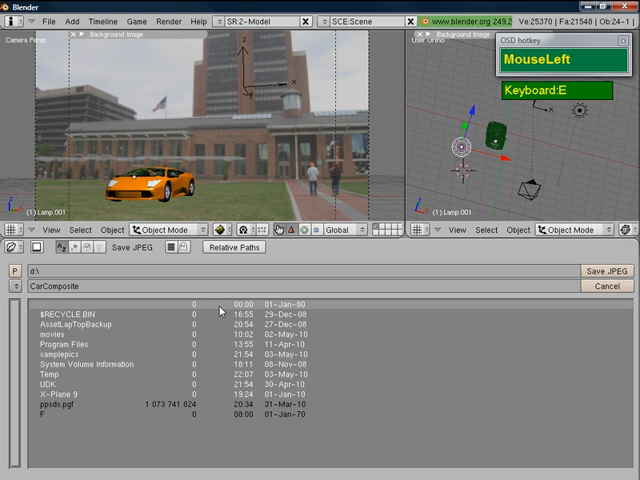 Blender
File Add Timeline Game Render Help SR:2-Model SCE:Scene www.blender.org 249.2 Ve:25370 | Fa:21548 | Ob:24-1
Camera Persp Background Image
User Ortho Background Image
OSD hotkey
MouseLeft
Keyboard:E
z
x
(1) Lamp.001
(1) Lamp.001
View Select Object Object Mode Global
View Select Object Object Mode
Save JPEG Relative Paths
P d:\ Save JPEG
CarComposite Cancel
. 0 00:00 01-Jan-80
$RECYCLE.BIN 0 16:55 29-Dec-08
AssetLapTopBackup 0 20:54 27-Dec-08
movies 0 10:02 02-May-10
Program Files 0 13:55 11-Apr-10
samplepics 0 21:54 03-May-10
System Volume Information 0 18:11 08-Nov-08
Temp 0 22:07 03-May-10
UDK 0 21:54 30-Apr-10
X-Plane 9 0 19:24 01-Jan-10
ppsds.pgf 1 073 741 824 20:34 31-Mar-10
F 0 08:00 01-Jan-70